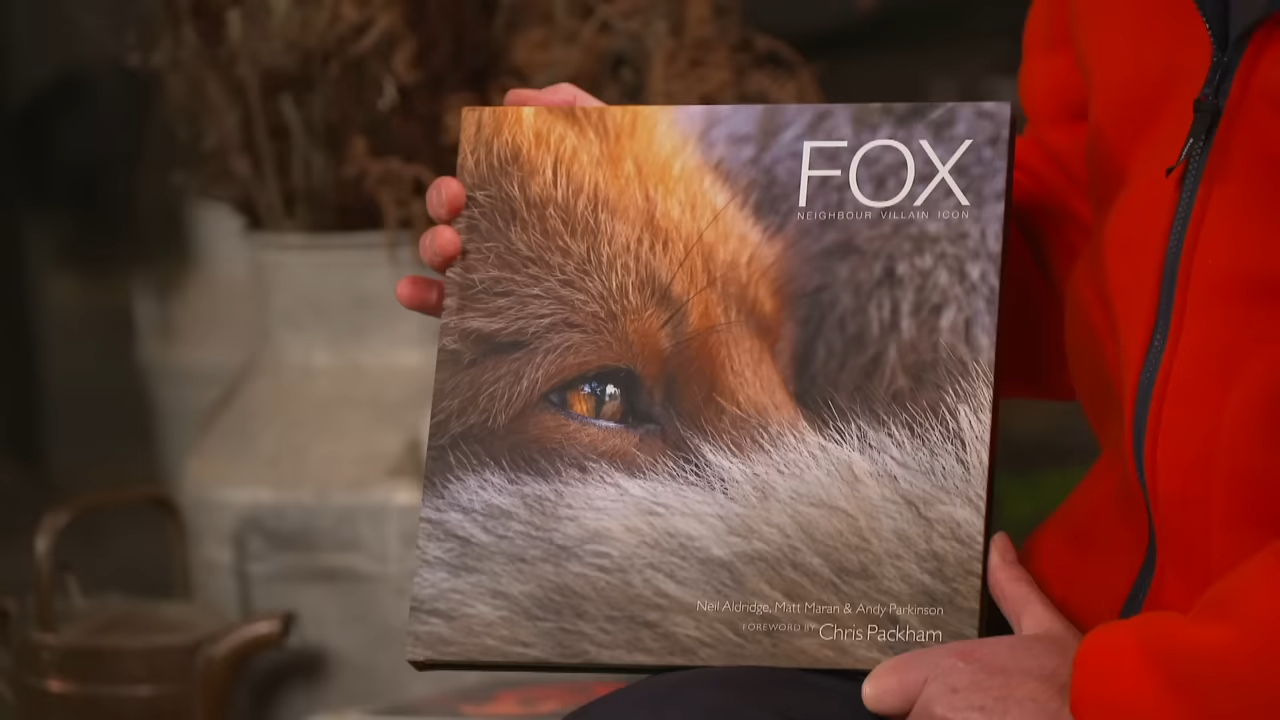 FOX
NEIGHBOUR VILLAIN ICON
Neil Aldridge, Matt Maran & Andy Parkinson
FOREWORD BY Chris Packham